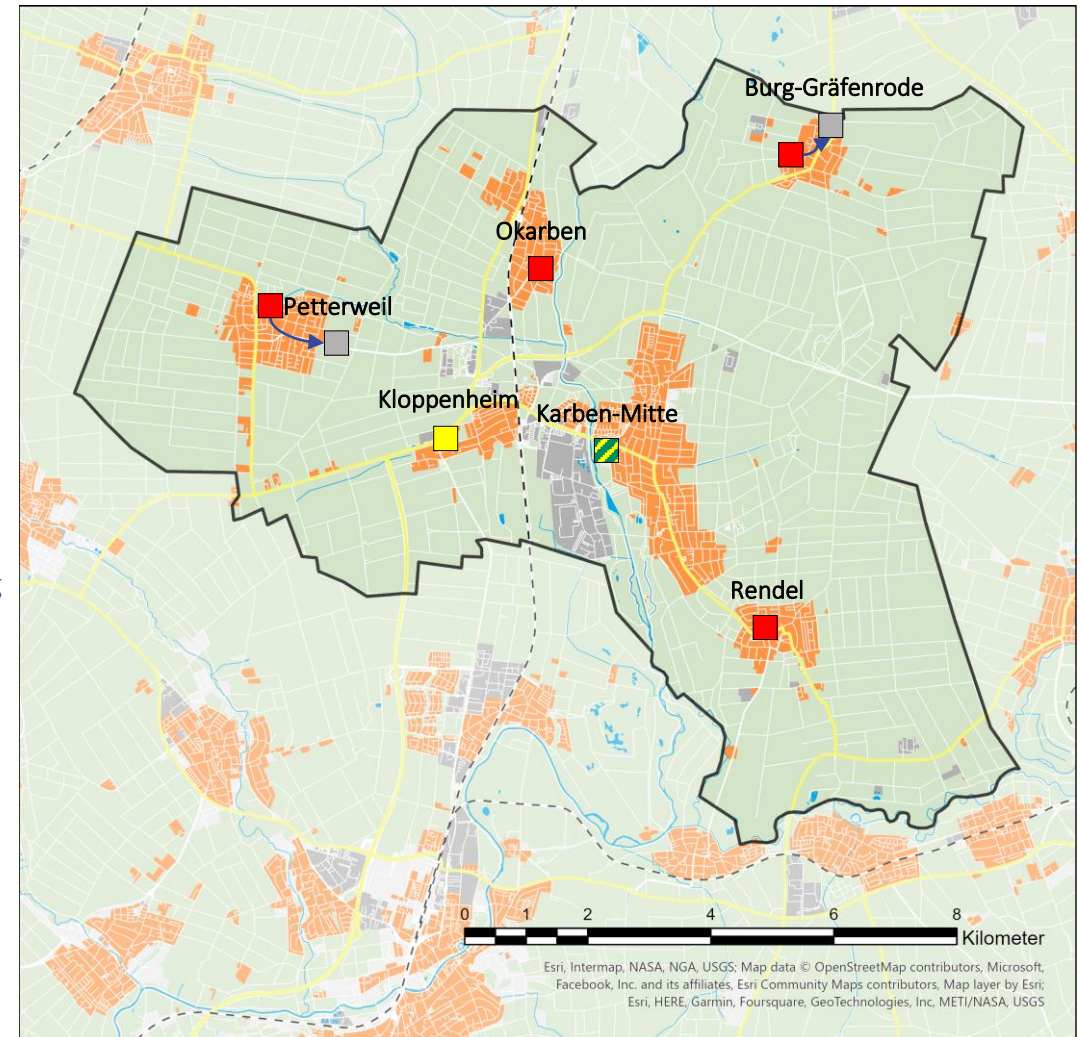 Burg-Gräfenrode
Okarben
Petterweil
Kloppenheim
Karben-Mitte
Rendel
0 1 2 4 6 8
Kilometer
Esri, Intermap, NASA, NGA, USGS; Map data © OpenStreetMap contributors, Microsoft,
Facebook, Inc. and its affiliates, Esri Community Maps contributors, Map layer by Esri;
Esri, HERE, Garmin, Foursquare, GeoTechnologies, Inc, METI/NASA, USGS